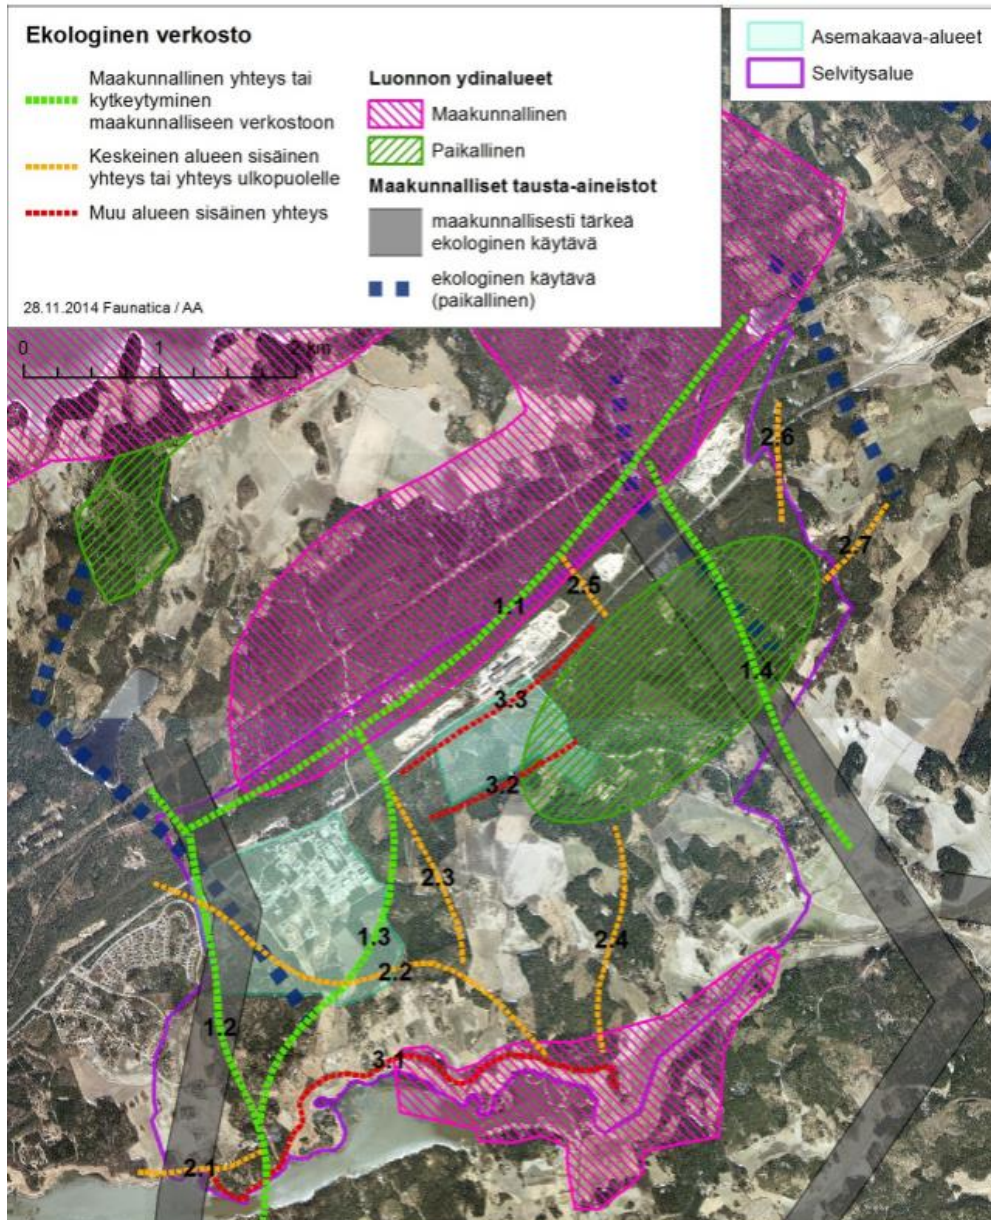 Ekologinen verkosto
Maakunnallinen yhteys tai
kytkeytyminen
maakunnalliseen verkostoon
Keskeinen alueen sisäinen
yhteys tai yhteys ulkopuolelle
Muu alueen sisäinen yhteys
28.11.2014 Faunatica / AA
Luonnon ydinalueet
Maakunnallinen
Paikallinen
Maakunnalliset tausta-aineistot
maakunnallisesti tärkeä
ekologinen käytävä
ekologinen käytävä
(paikallinen)
Asemakaava-alueet
Selvitysalue
0 1 2 km
2.6
2.7
2.5
1.1
1.4
3.3
3.2
2.3
1.3
2.4
2.2
1.2
3.1
2.1